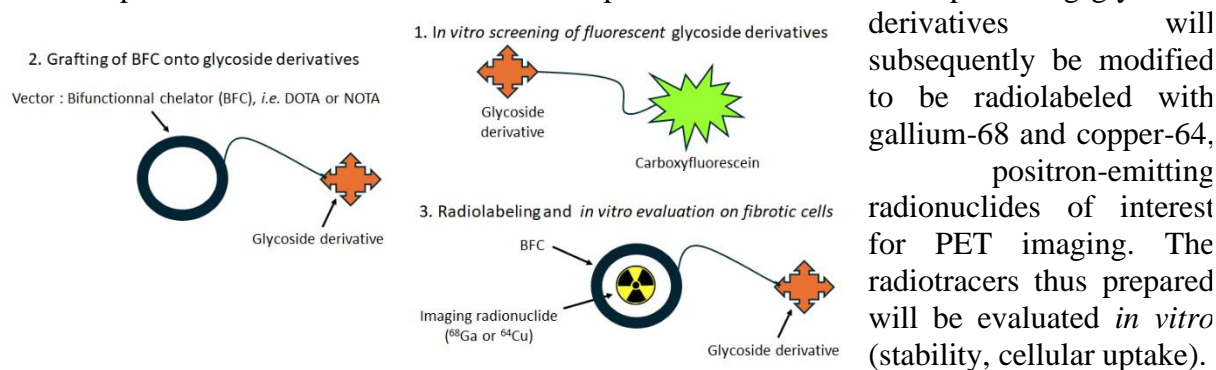 1. In vitro screening of fluorescent glycoside derivatives
Glycoside
derivative
Carboxyfluorescein
2. Grafting of BFC onto glycoside derivatives
Vector : Bifunctionnal chelator (BFC), i.e. DOTA or NOTA
Glycoside derivative
3. Radiolabeling and in vitro evaluation on fibrotic cells
BFC
Imaging radionuclide
(⁶⁸Ga or ⁶⁴Cu)
Glycoside derivative
derivatives will
subsequently be modified
to be radiolabeled with
gallium-68 and copper-64,
positron-emitting
radionuclides of interest
for PET imaging. The
radiotracers thus prepared
will be evaluated in vitro
(stability, cellular uptake).